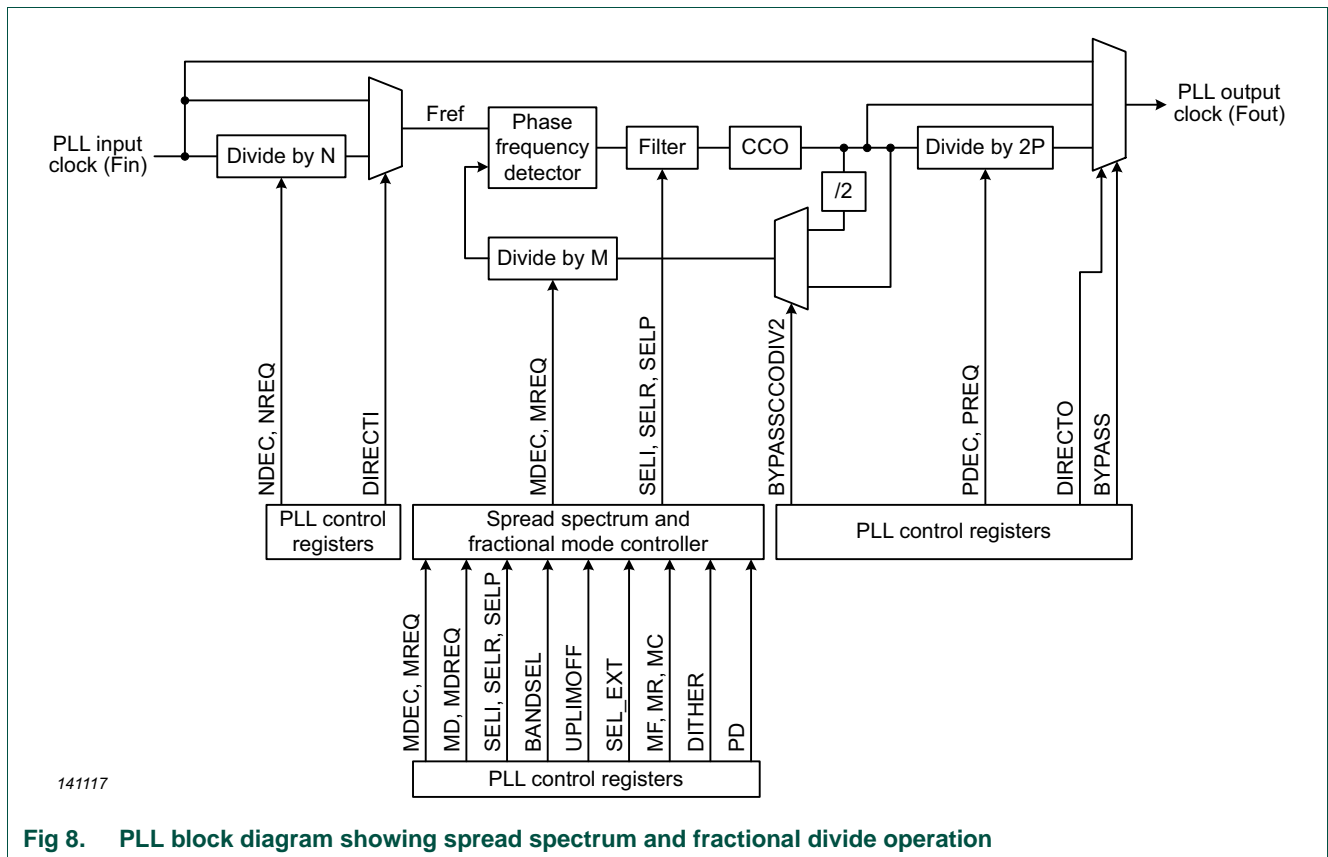 PLL input
clock (Fin)
Divide by N
Fref
Phase
frequency
detector
Filter
CCO
/2
Divide by 2P
PLL output
clock (Fout)
Divide by M
NDEC, NREQ
DIRECTI
MDEC, MREQ
SELI, SELR, SELP
BYPASSCCODIV2
PDEC, PREQ
DIRECTO
BYPASS
PLL control
registers
Spread spectrum and
fractional mode controller
PLL control registers
MDEC, MREQ
MD, MDREQ
SELI, SELR, SELP
BANDSEL
UPLIMOFF
SEL_EXT
MF, MR, MC
DITHER
PD
PLL control registers
141117
Fig 8. PLL block diagram showing spread spectrum and fractional divide operation